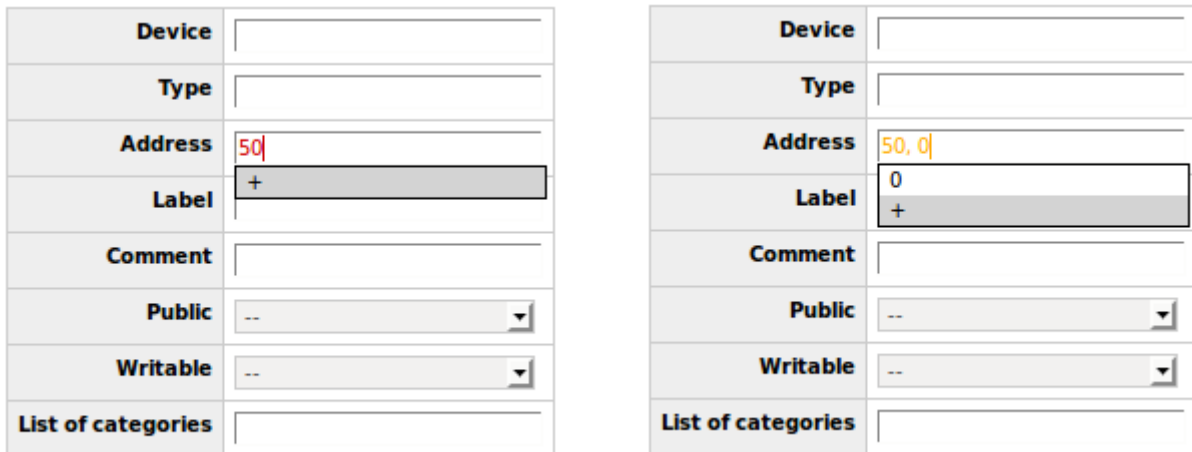 Device
Type
Address 50
+
Label
Comment
Public --
Writable --
List of categories
Device
Type
Address 50, 0
0
Label
+
Comment
Public --
Writable --
List of categories